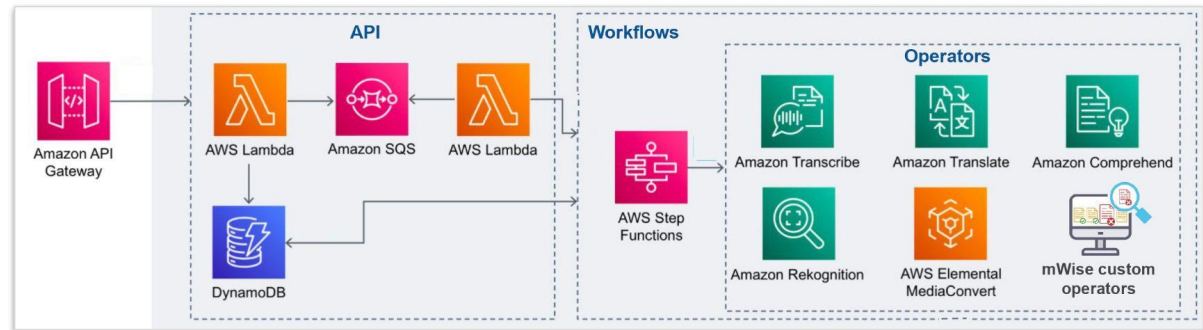 API
Workflows
Operators
Amazon API
Gateway
AWS Lambda
Amazon SQS
AWS Lambda
DynamoDB
AWS Step
Functions
Amazon Transcribe
Amazon Translate
Amazon Comprehend
Amazon Rekognition
AWS Elemental
MediaConvert
mWise custom
operators